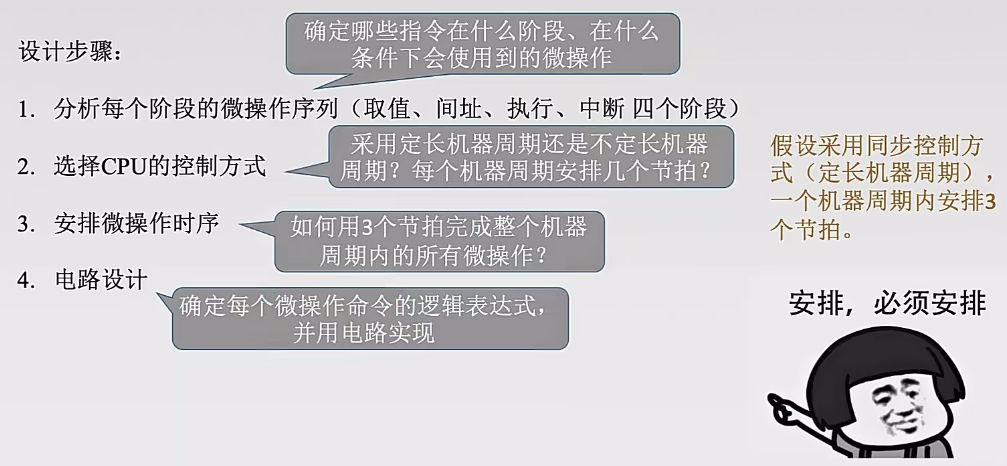 确定哪些指令在什么阶段、在什么
条件下会使用到的微操作
设计步骤：
1. 分析每个阶段的微操作序列（取值、间址、执行、中断 四个阶段）
2. 选择CPU的控制方式
采用定长机器周期还是不定长机器
周期？每个机器周期安排几个节拍？
假设采用同步控制方
式（定长机器周期），
一个机器周期内安排3
个节拍。
3. 安排微操作时序
如何用3个节拍完成整个机器
周期内的所有微操作？
4. 电路设计
确定每个微操作命令的逻辑表达式，
并用电路实现
安排，必须安排